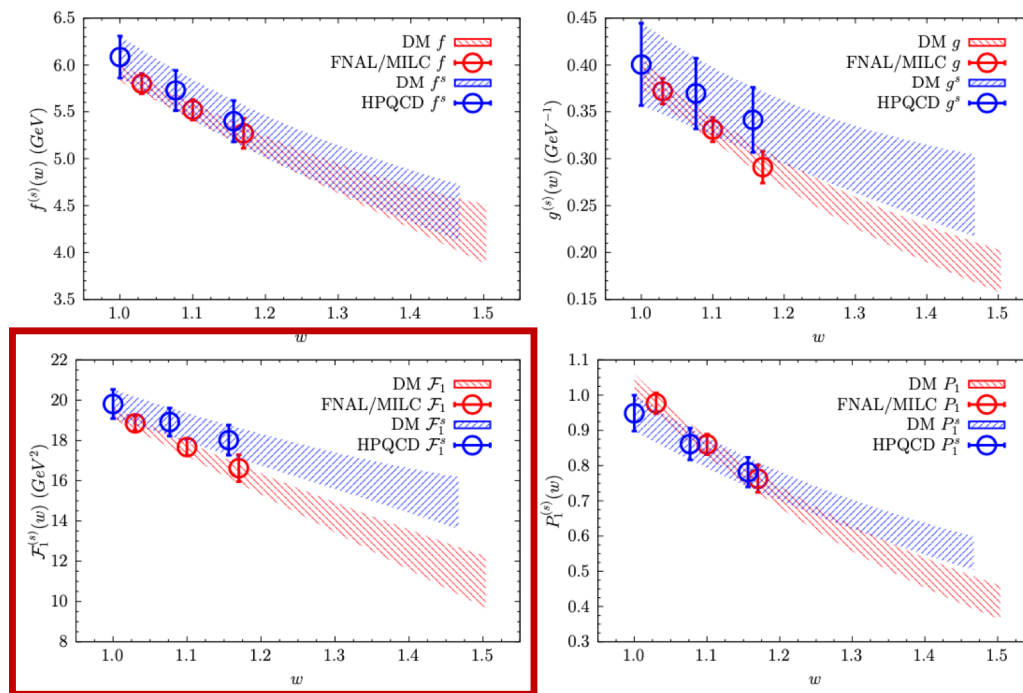 6.5
6.0
5.5
5.0
4.5
4.0
3.5
f^{(s)}(w) (GeV)
DM f
FNAL/MILC f
DM f^s
HPQCD f^s
1.0 1.1 1.2 1.3 1.4 1.5
w
0.45
0.40
0.35
0.30
0.25
0.20
0.15
g^{(s)}(w) (GeV^{-1})
DM g
FNAL/MILC g
DM g^s
HPQCD g^s
1.0 1.1 1.2 1.3 1.4 1.5
w
22
20
18
16
14
12
10
8
ℱ_1^{(s)}(w) (GeV^2)
DM ℱ_1
FNAL/MILC ℱ_1
DM ℱ_1^s
HPQCD ℱ_1^s
1.0 1.1 1.2 1.3 1.4 1.5
w
1.1
1.0
0.9
0.8
0.7
0.6
0.5
0.4
0.3
P_1^{(s)}(w)
DM P_1
FNAL/MILC P_1
DM P_1^s
HPQCD P_1^s
1.0 1.1 1.2 1.3 1.4 1.5
w